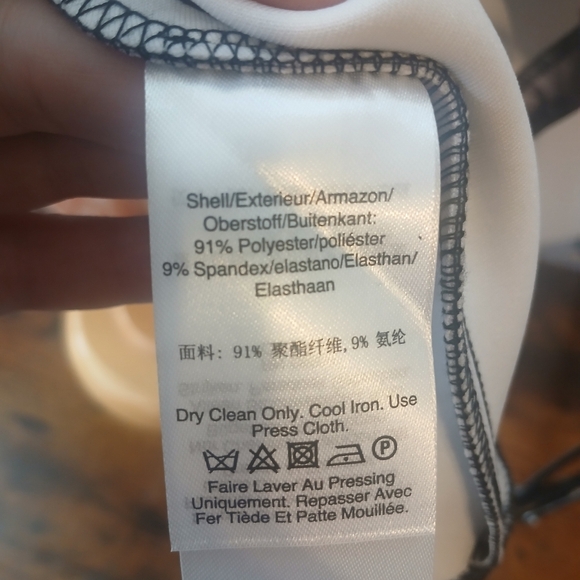 Shell/Exterieur/Armazon/
Oberstoff/Buitenkant:
91% Polyester/poliéster
9% Spandex/elastano/Elasthan/
Elasthaan
面料: 91% 聚酯纤维,9% 氨纶
Dry Clean Only. Cool Iron. Use
Press Cloth.
P
Faire Laver Au Pressing
Uniquement. Repasser Avec
Fer Tiède Et Patte Mouillée.